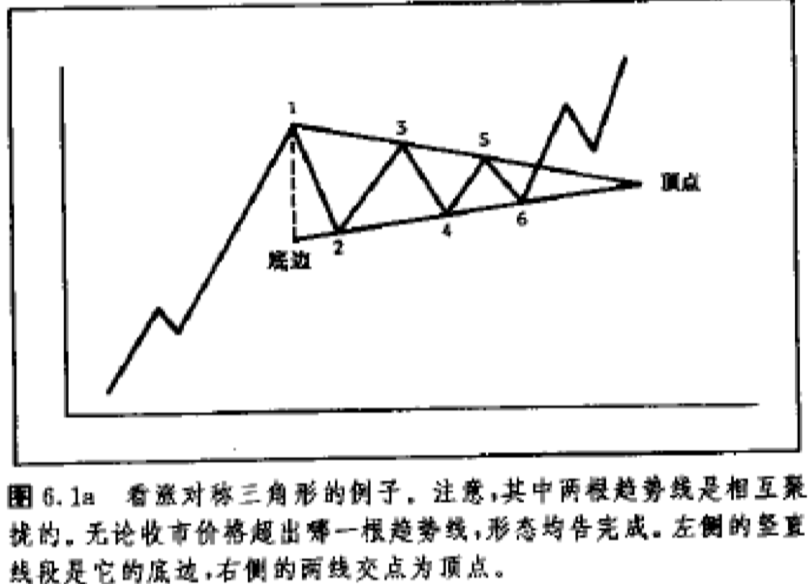 1
3
5
顶点
6
4
2
底边
图 6.1a 看涨对称三角形的例子。注意,其中两根趋势线是相互聚
拢的。无论收市价格超出哪一根趋势线,形态均告完成。左侧的竖直
线段是它的底边,右侧的两线交点为顶点。